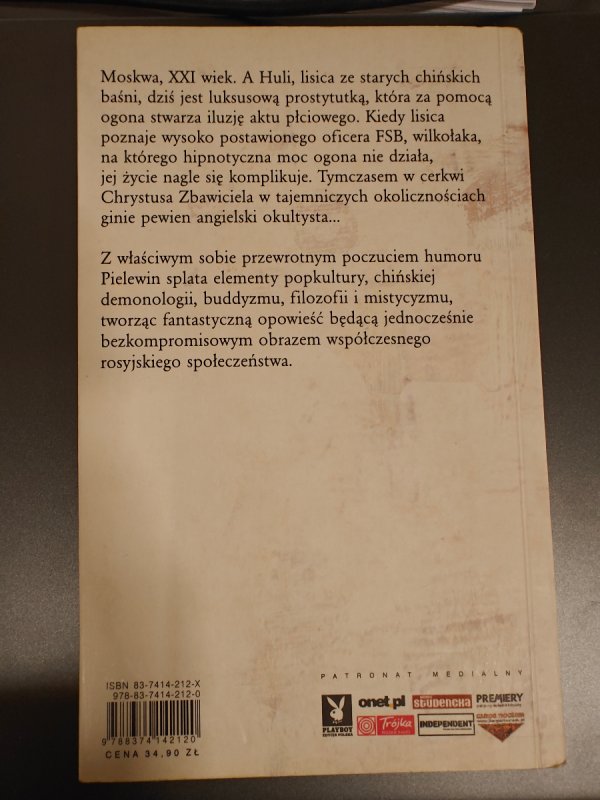 Moskwa, XXI wiek. A Huli, lisica ze starych chińskich
baśni, dziś jest luksusową prostytutką, która za pomocą
ogona stwarza iluzję aktu płciowego. Kiedy lisica
poznaje wysoko postawionego oficera FSB, wilkołaka,
na którego hipnotyczna moc ogona nie działa,
jej życie nagle się komplikuje. Tymczasem w cerkwi
Chrystusa Zbawiciela w tajemniczych okolicznościach
ginie pewien angielski okultysta...
Z właściwym sobie przewrotnym poczuciem humoru
Pielewin splata elementy popkultury, chińskiej
demonologii, buddyzmu, filozofii i mistycyzmu,
tworząc fantastyczną opowieść będącą jednocześnie
bezkompromisowym obrazem współczesnego
rosyjskiego społeczeństwa.
PATRONAT MEDIALNY
ISBN 83-7414-212-X
978-83-7414-212-0
9788374142120
CENA 34,90 ZŁ
PLAYBOY
EDYCJA POLSKA
onet.pl
STUDENCKA
PREMIERY
Trójka
INDEPENDENT